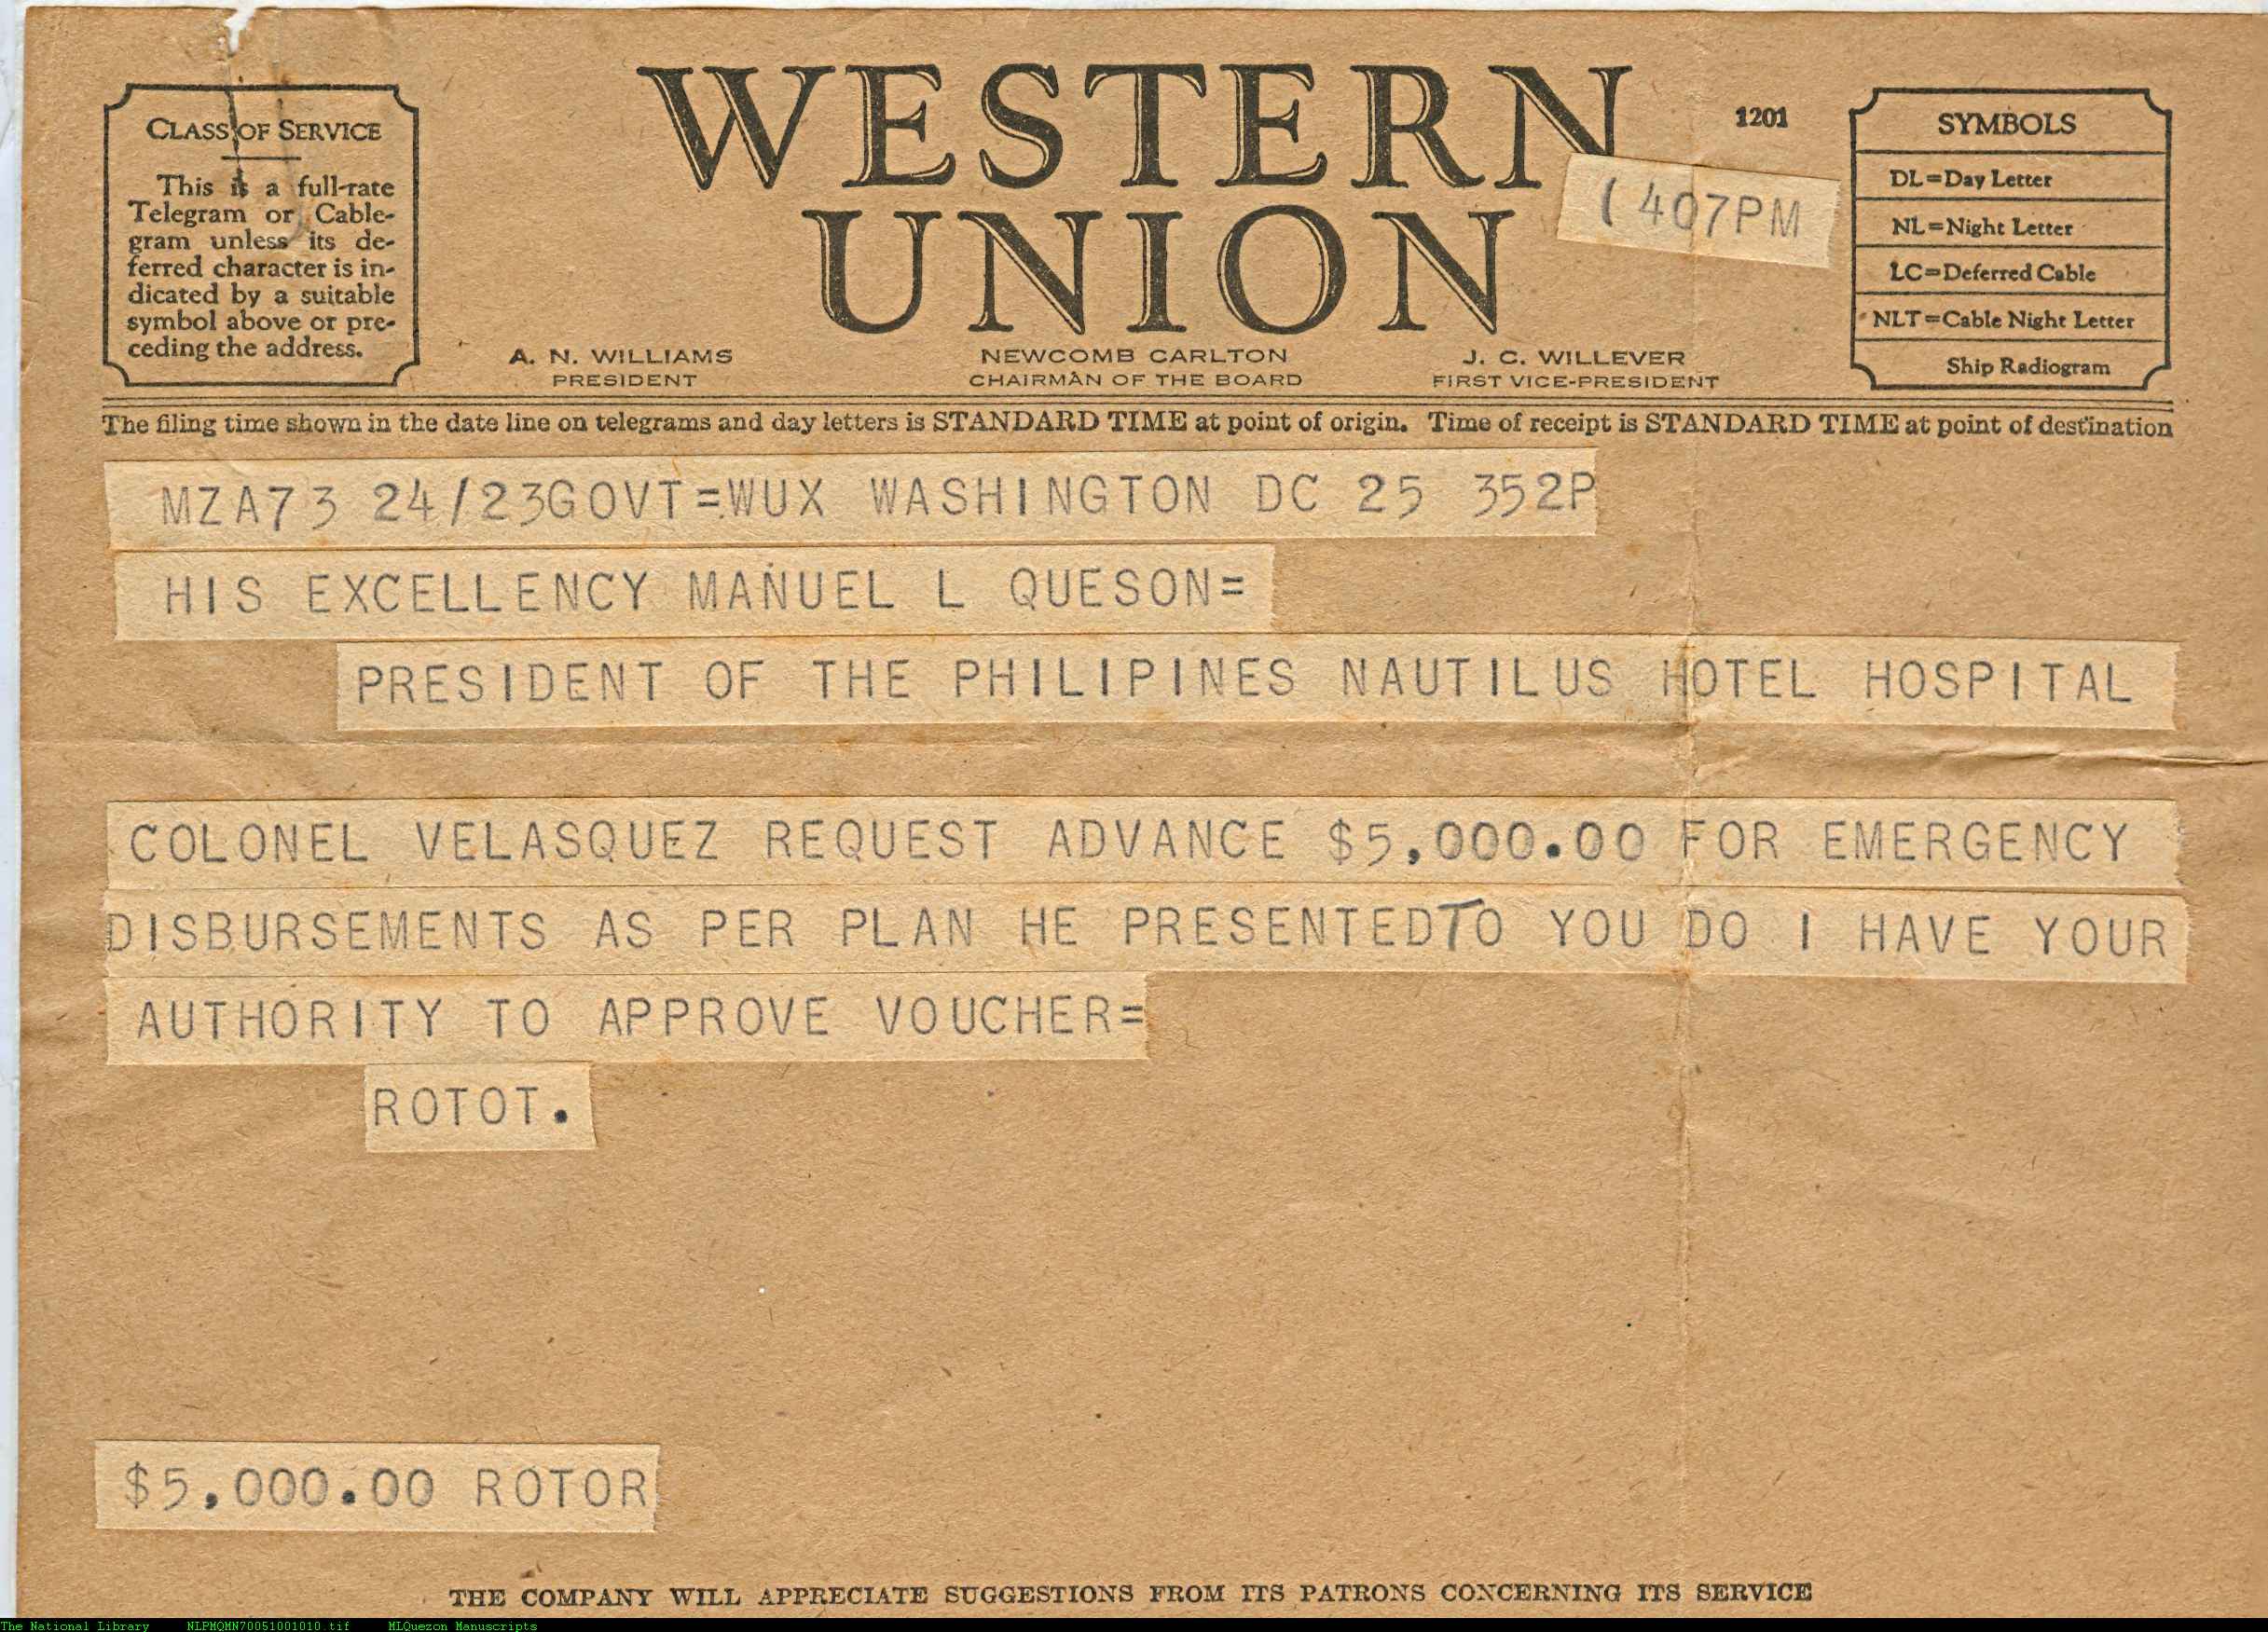 CLASS OF SERVICE
This is a full-rate
Telegram or Cable-
gram unless its de-
ferred character is in-
dicated by a suitable
symbol above or pre-
ceding the address.
WESTERN
UNION
1201
( 407PM
A. N. WILLIAMS
PRESIDENT
NEWCOMB CARLTON
CHAIRMAN OF THE BOARD
J. C. WILLEVER
FIRST VICE-PRESIDENT
SYMBOLS
DL=Day Letter
NL=Night Letter
LC=Deferred Cable
NLT=Cable Night Letter
Ship Radiogram
The filing time shown in the date line on telegrams and day letters is STANDARD TIME at point of origin. Time of receipt is STANDARD TIME at point of destination
MZA73 24/23GOVT=WUX WASHINGTON DC 25 352P
HIS EXCELLENCY MANUEL L QUESON=
PRESIDENT OF THE PHILIPINES NAUTILUS HOTEL HOSPITAL
COLONEL VELASQUEZ REQUEST ADVANCE $5,000.00 FOR EMERGENCY
DISBURSEMENTS AS PER PLAN HE PRESENTEDTO YOU DO I HAVE YOUR
AUTHORITY TO APPROVE VOUCHER=
ROTOT.
$5,000.00 ROTOR
THE COMPANY WILL APPRECIATE SUGGESTIONS FROM ITS PATRONS CONCERNING ITS SERVICE
The National Library NLPMQMN70051001010.tif MLQuezon Manuscripts